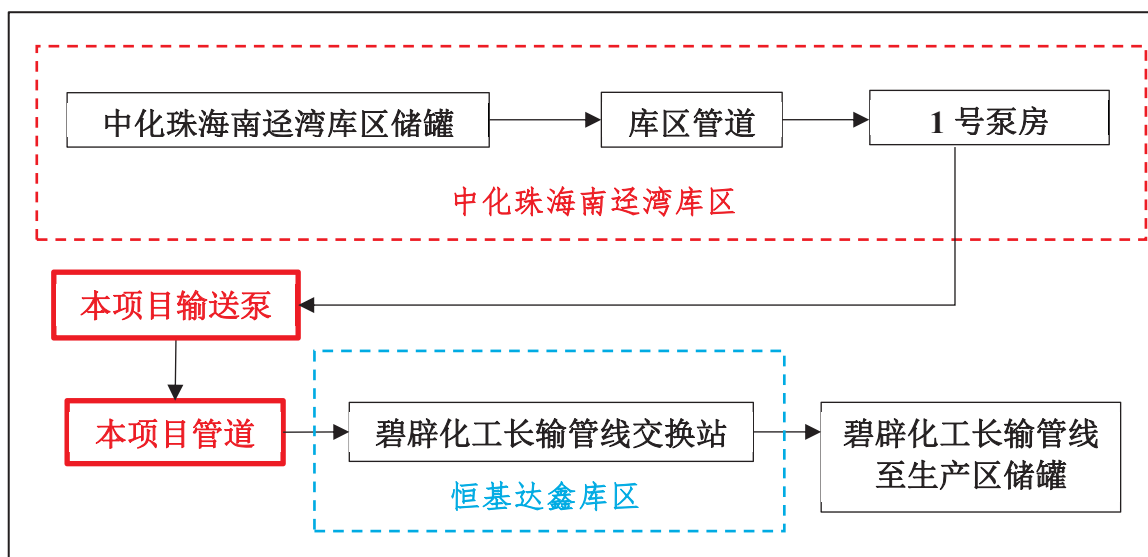 中化珠海南迳湾库区储罐
库区管道
1 号泵房
中化珠海南迳湾库区
本项目输送泵
本项目管道
碧辟化工长输管线交换站
碧辟化工长输管线
至生产区储罐
恒基达鑫库区